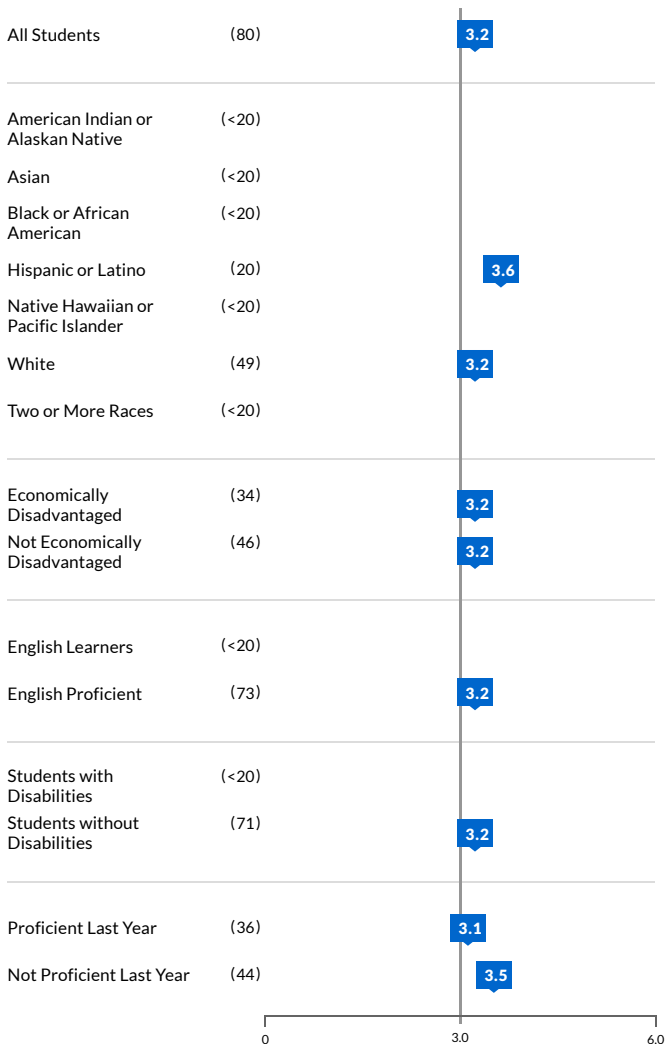 All Students (80) 3.2
American Indian or (<20)
Alaskan Native
Asian (<20)
Black or African (<20)
American
Hispanic or Latino (20) 3.6
Native Hawaiian or (<20)
Pacific Islander
White (49) 3.2
Two or More Races (<20)
Economically (34) 3.2
Disadvantaged
Not Economically (46) 3.2
Disadvantaged
English Learners (<20)
English Proficient (73) 3.2
Students with (<20)
Disabilities
Students without (71) 3.2
Disabilities
Proficient Last Year (36) 3.1
Not Proficient Last Year (44) 3.5
0 3.0 6.0